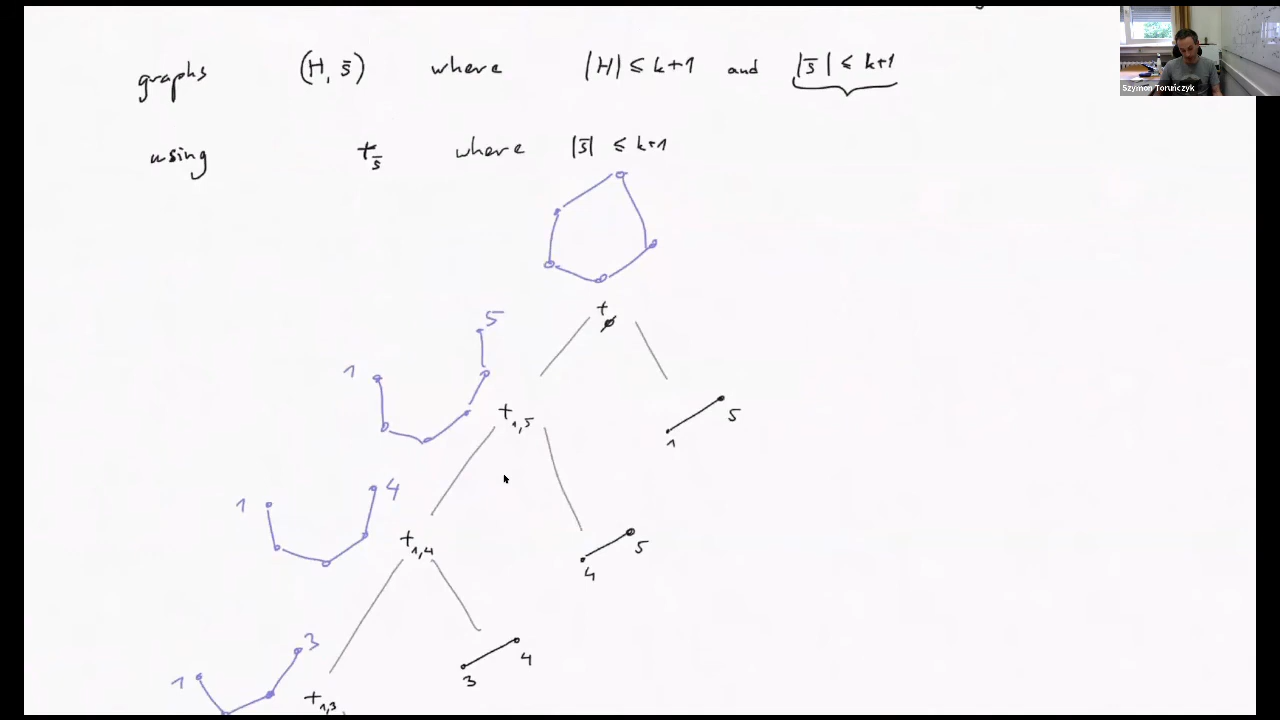 graphs (H, s̄) where |H| ≤ k+1 and |s̄| ≤ k+1
Szymon Toruńczyk
using t_s̄ where |s̄| ≤ k+1
t_∅
5
1
t_1,5
5
1
1
4
t_1,4
5
4
3
4
1
3
t_1,3